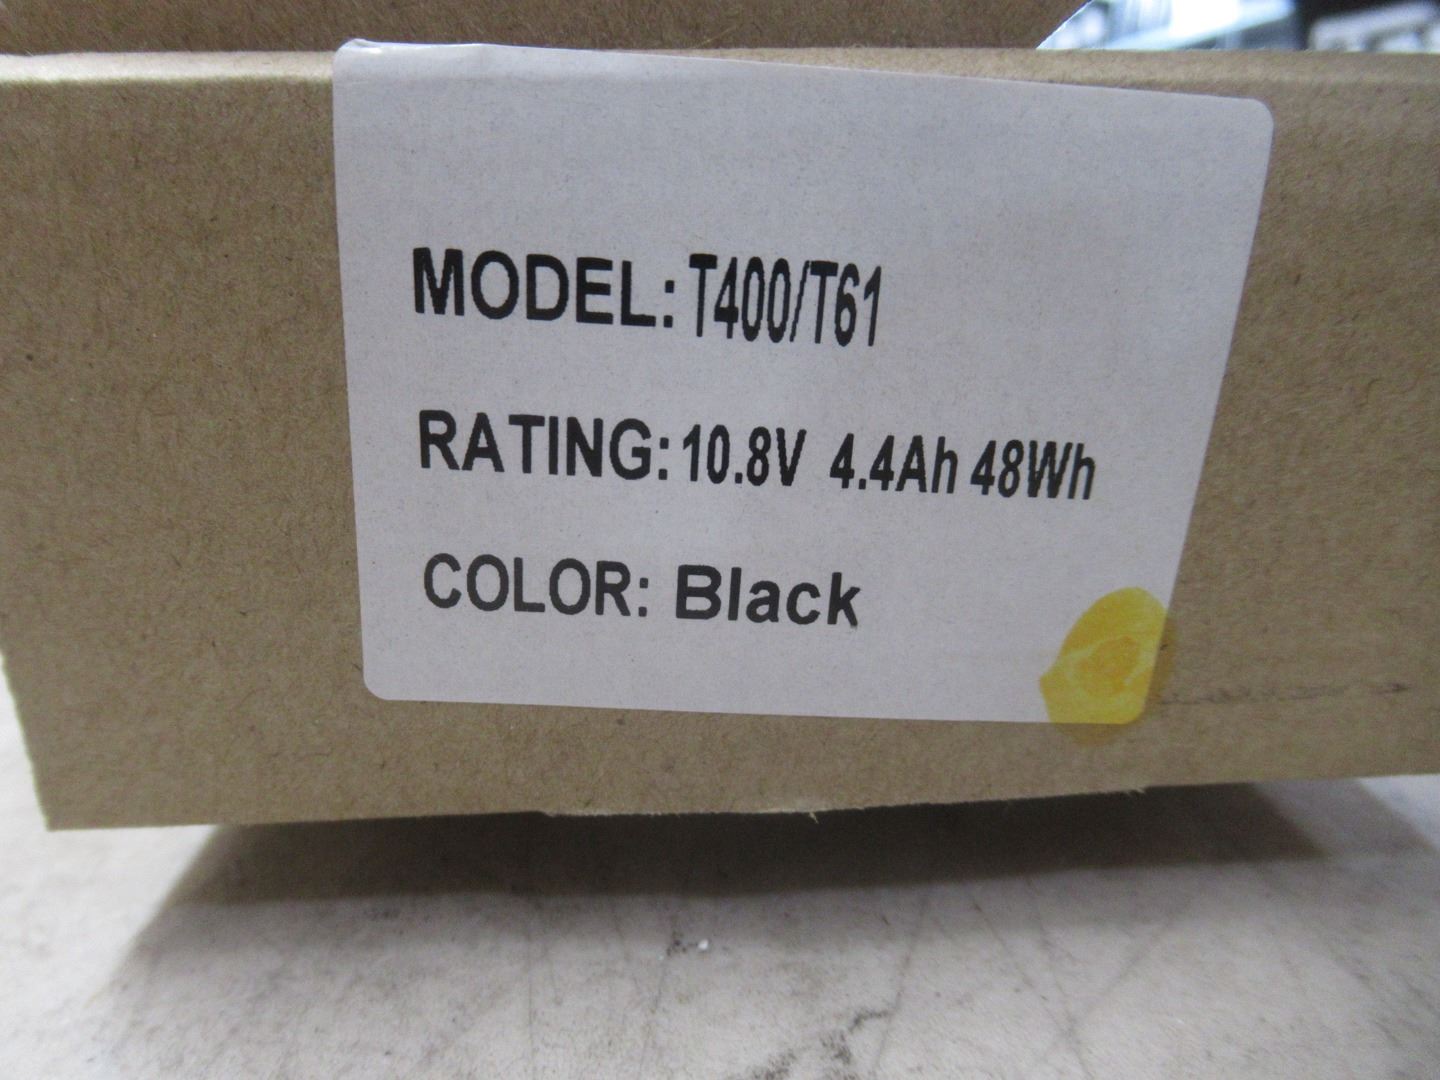 MODEL: T400/T61
RATING: 10.8V 4.4Ah 48Wh
COLOR: Black